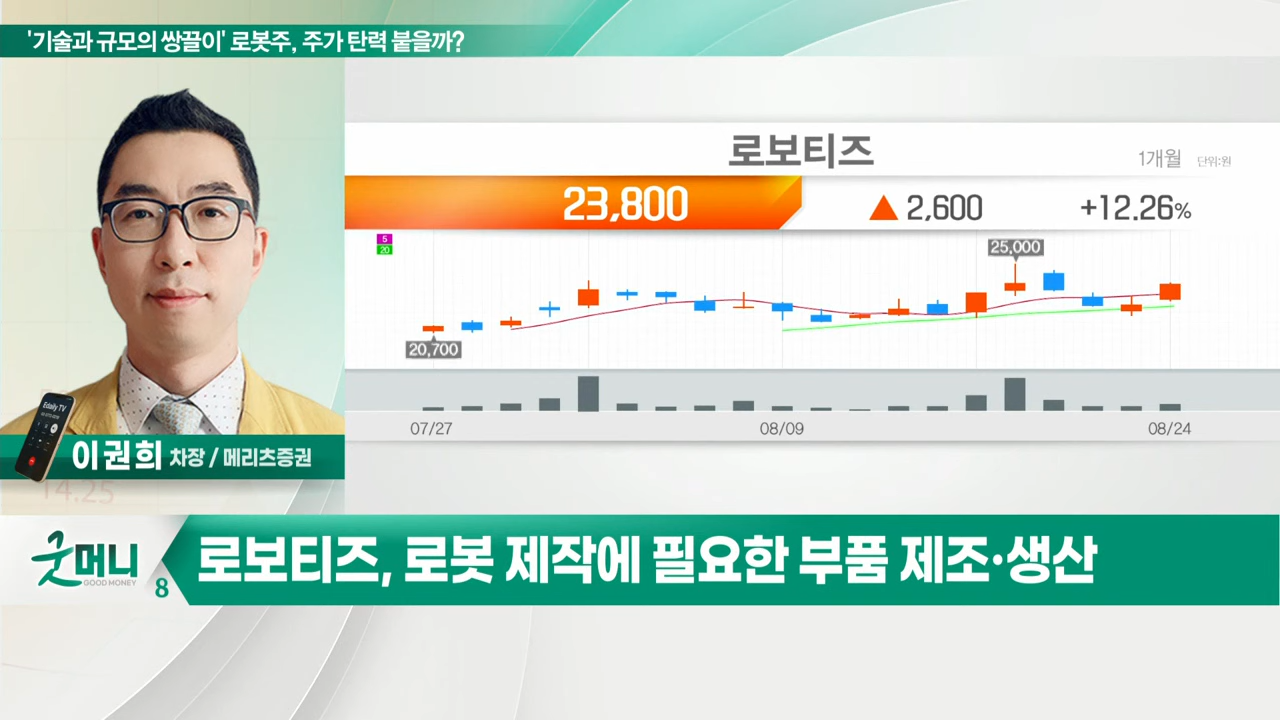 '기술과 규모의 쌍끌이' 로봇주, 주가 탄력 붙을까?
로보티즈
1개월 단위:원
23,800 ▲ 2,600 +12.26%
5
20
25,000
20,700
07/27 08/09 08/24
Edaily TV
이권희 차장 / 메리츠증권
14.25
굿머니
GOOD MONEY
8
로보티즈, 로봇 제작에 필요한 부품 제조·생산